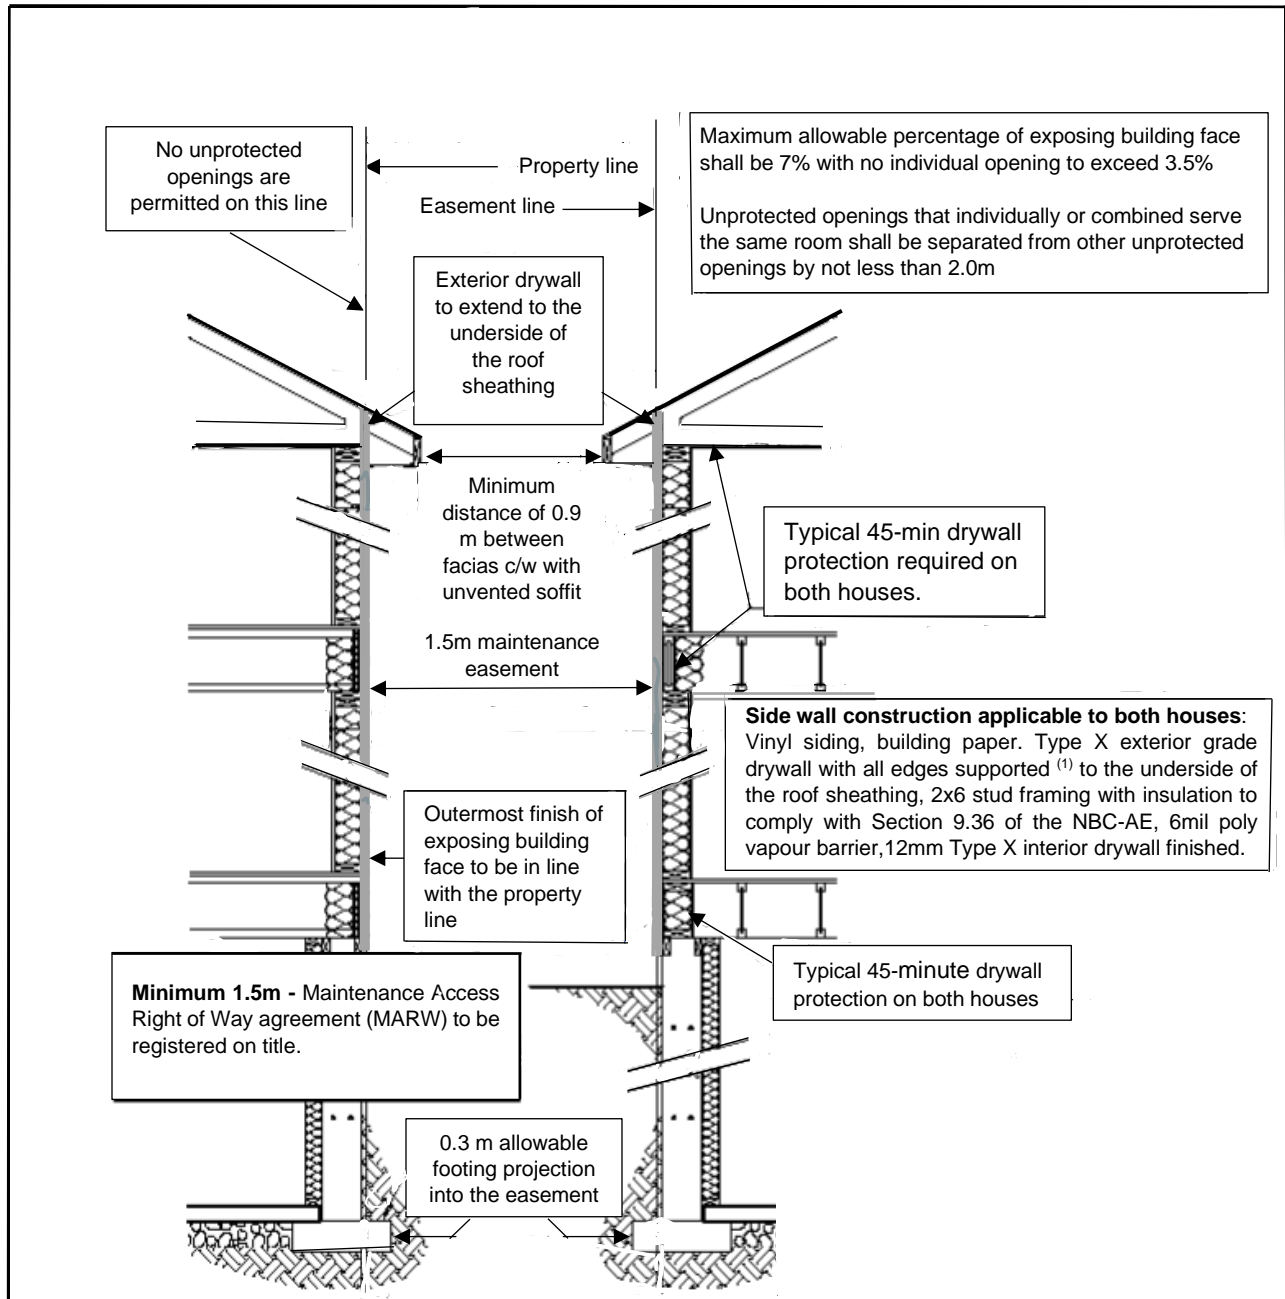 No unprotected
openings are
permitted on this line
Property line
Easement line
Maximum allowable percentage of exposing building face
shall be 7% with no individual opening to exceed 3.5%
Unprotected openings that individually or combined serve
the same room shall be separated from other unprotected
openings by not less than 2.0m
Exterior drywall
to extend to the
underside of
the roof
sheathing
Minimum
distance of 0.9
m between
facias c/w with
unvented soffit
Typical 45-min drywall
protection required on
both houses.
1.5m maintenance
easement
Side wall construction applicable to both houses:
Vinyl siding, building paper. Type X exterior grade
drywall with all edges supported (1) to the underside of
the roof sheathing, 2x6 stud framing with insulation to
comply with Section 9.36 of the NBC-AE, 6mil poly
vapour barrier,12mm Type X interior drywall finished.
Outermost finish of
exposing building
face to be in line
with the property
line
Typical 45-minute drywall
protection on both houses
Minimum 1.5m - Maintenance Access
Right of Way agreement (MARW) to be
registered on title.
0.3 m allowable
footing projection
into the easement